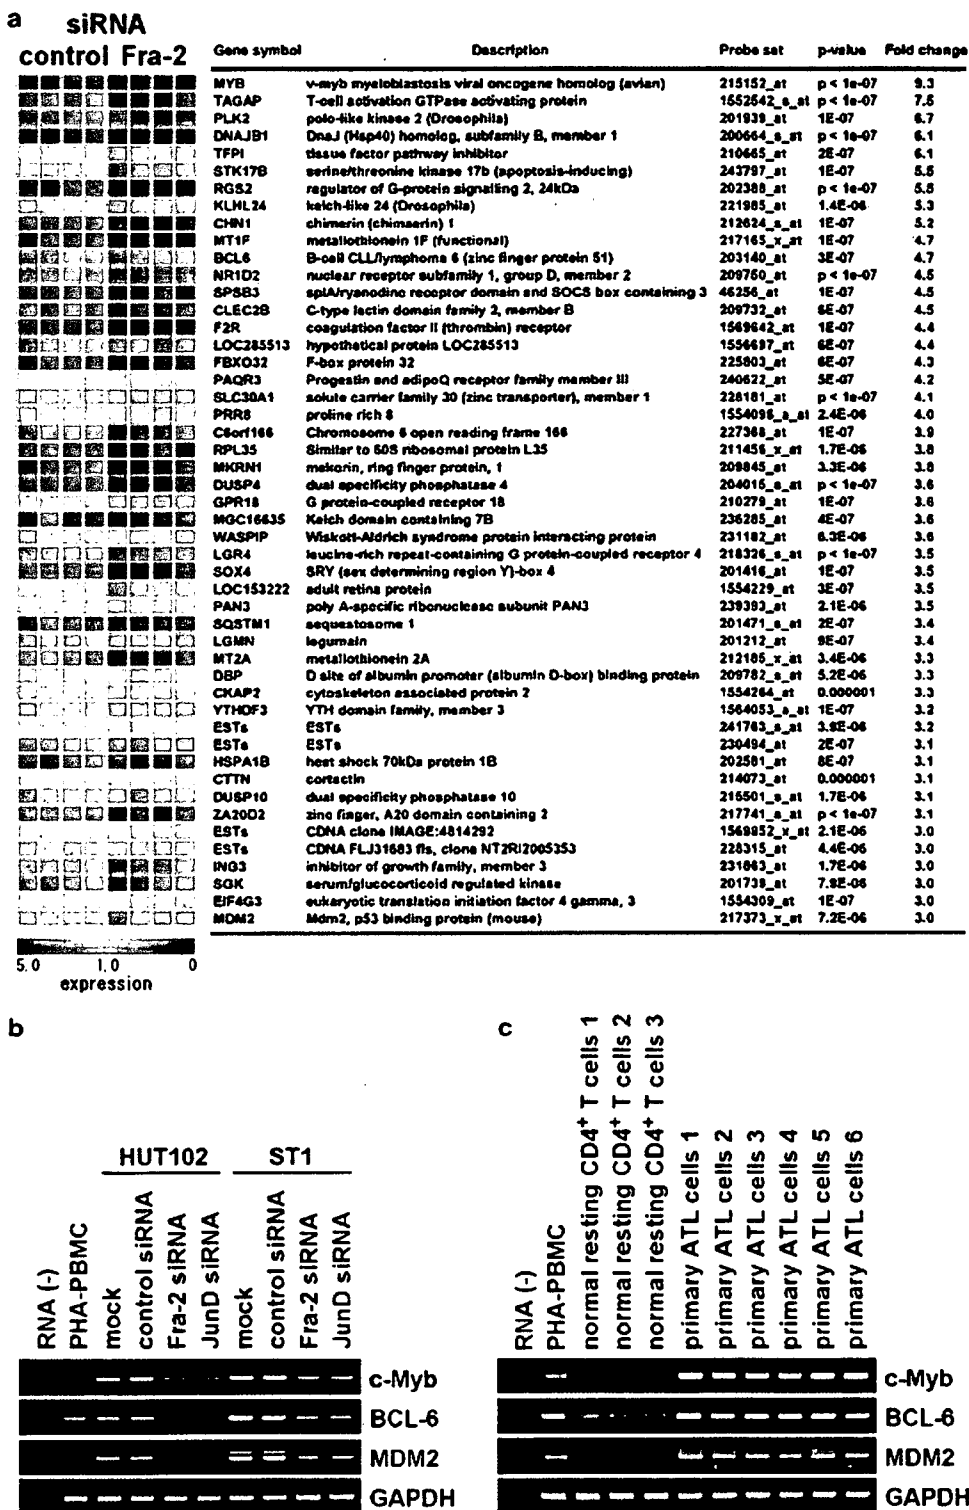 a
siRNA
control Fra-2
Gene symbol Description Probe set p-value Fold change
MYB v-myb myeloblastosis viral oncogene homolog (avian) 215152_at p < 1e-07 9.3
TAGAP T-cell activation GTPase activating protein 1552542_s_at p < 1e-07 7.5
PLK2 polo-like kinase 2 (Drosophila) 201939_at 1E-07 6.7
DNAJB1 DnaJ (Hsp40) homolog, subfamily B, member 1 200664_s_at p < 1e-07 6.1
TFPI tissue factor pathway inhibitor 210665_at 2E-07 6.1
STK17B serine/threonine kinase 17b (apoptosis-inducing) 243797_at 1E-07 5.5
RGS2 regulator of G-protein signalling 2, 24kDa 202388_at p < 1e-07 5.5
KLHL24 kelch-like 24 (Drosophila) 221985_at 1.4E-06 5.3
CHN1 chimerin (chimaerin) 1 212624_s_at 1E-07 5.2
MT1F metallothionein 1F (functional) 217165_x_at 1E-07 4.7
BCL6 B-cell CLL/lymphoma 6 (zinc finger protein 51) 203140_at 3E-07 4.7
NR1D2 nuclear receptor subfamily 1, group D, member 2 209750_at p < 1e-07 4.5
SPSB3 splA/ryanodine receptor domain and SOCS box containing 3 46256_at 1E-07 4.5
CLEC2B C-type lectin domain family 2, member B 209732_at 6E-07 4.5
F2R coagulation factor II (thrombin) receptor 1569642_at 1E-07 4.4
LOC285513 hypothetical protein LOC285513 1556697_at 6E-07 4.4
FBXO32 F-box protein 32 225803_at 6E-07 4.3
PAQR3 Progestin and adipoQ receptor family member III 240622_at 5E-07 4.2
SLC30A1 solute carrier family 30 (zinc transporter), member 1 228181_at p < 1e-07 4.1
PRR8 proline rich 8 1554096_a_at 2.4E-06 4.0
C6orf166 Chromosome 6 open reading frame 166 227368_at 1E-07 3.9
RPL35 Similar to 60S ribosomal protein L35 211456_x_at 1.7E-06 3.8
MKRN1 makorin, ring finger protein, 1 209845_at 3.3E-06 3.8
DUSP4 dual specificity phosphatase 4 204015_s_at p < 1e-07 3.6
GPR18 G protein-coupled receptor 18 210279_at 1E-07 3.6
MGC16635 Kelch domain containing 7B 236285_at 4E-07 3.6
WASPIP Wiskott-Aldrich syndrome protein interacting protein 231182_at 6.3E-06 3.6
LGR4 leucine-rich repeat-containing G protein-coupled receptor 4 218326_s_at p < 1e-07 3.5
SOX4 SRY (sex determining region Y)-box 4 201416_at 1E-07 3.5
LOC153222 adult retina protein 1554229_at 3E-07 3.5
PAN3 poly A-specific ribonuclease subunit PAN3 239393_at 2.1E-06 3.5
SQSTM1 sequestosome 1 201471_s_at 2E-07 3.4
LGMN legumain 201212_at 9E-07 3.4
MT2A metallothionein 2A 212185_x_at 3.4E-06 3.3
DBP D site of albumin promoter (albumin D-box) binding protein 209782_s_at 5.2E-06 3.3
CKAP2 cytoskeleton associated protein 2 1554264_at 0.000001 3.3
YTHDF3 YTH domain family, member 3 1564053_a_at 1E-07 3.2
ESTs ESTs 241763_s_at 3.9E-06 3.2
ESTs ESTs 230494_at 2E-07 3.1
HSPA1B heat shock 70kDa protein 1B 202581_at 8E-07 3.1
CTTN cortactin 214073_at 0.000001 3.1
DUSP10 dual specificity phosphatase 10 215501_s_at 1.7E-06 3.1
ZA20D2 zinc finger, A20 domain containing 2 217741_s_at p < 1e-07 3.1
ESTs CDNA clone IMAGE:4814292 1569952_x_at 2.1E-06 3.0
ESTs CDNA FLJ31683 fis, clone NT2RI2005353 228315_at 4.4E-06 3.0
ING3 inhibitor of growth family, member 3 231863_at 1.7E-06 3.0
SGK serum/glucocorticoid regulated kinase 201739_at 7.9E-06 3.0
EIF4G3 eukaryotic translation initiation factor 4 gamma, 3 1554309_at 1E-07 3.0
MDM2 Mdm2, p53 binding protein (mouse) 217373_x_at 7.2E-06 3.0
5.0 1.0 0
expression
b
HUT102 ST1
RNA (-)
PHA-PBMC
mock
control siRNA
Fra-2 siRNA
JunD siRNA
mock
control siRNA
Fra-2 siRNA
JunD siRNA
c-Myb
BCL-6
MDM2
GAPDH
c
RNA (-)
PHA-PBMC
normal resting CD4⁺ T cells 1
normal resting CD4⁺ T cells 2
normal resting CD4⁺ T cells 3
primary ATL cells 1
primary ATL cells 2
primary ATL cells 3
primary ATL cells 4
primary ATL cells 5
primary ATL cells 6
c-Myb
BCL-6
MDM2
GAPDH